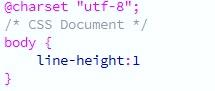 @charset "utf-8";
/* CSS Document */
body {
    line-height:1
}